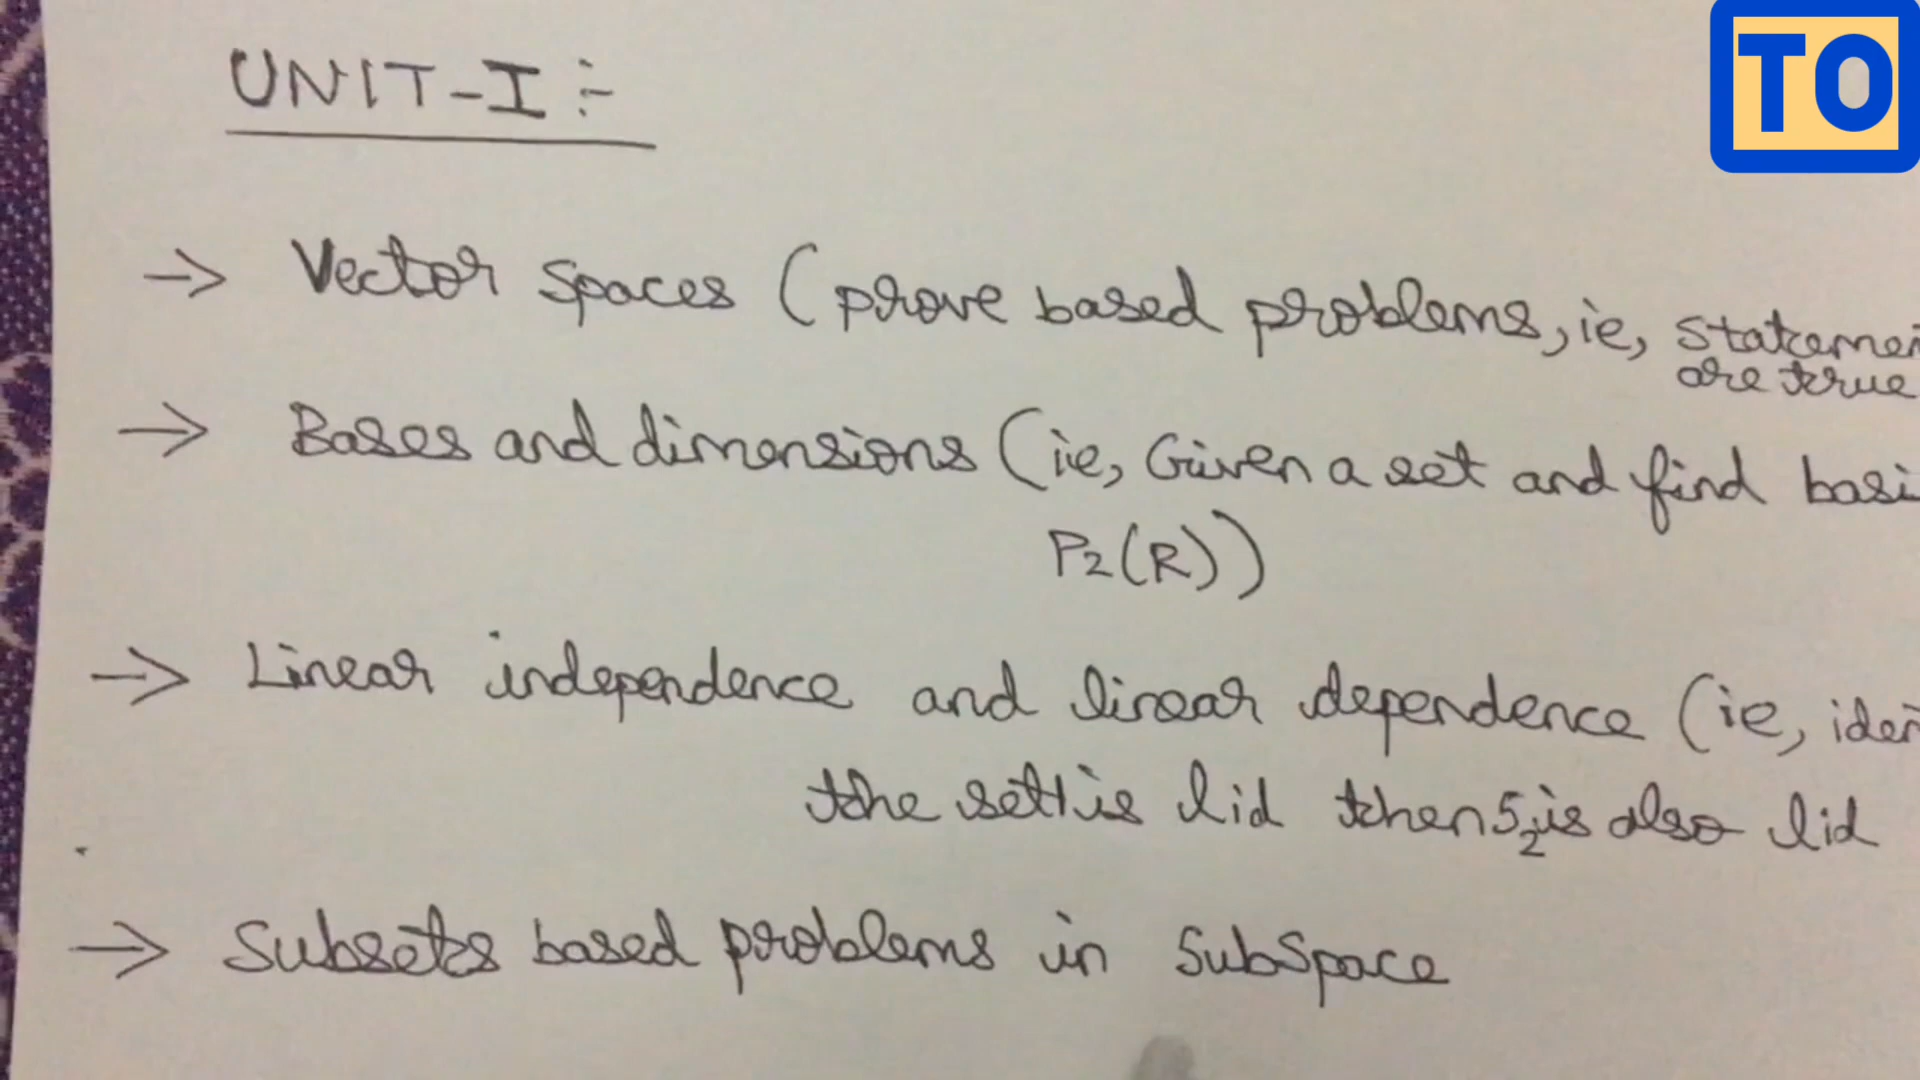 TO
UNIT-I :-
→ Vector Spaces (prove based problems, ie, statemen
are true
→ Bases and dimensions (ie, Given a set and find basi
P2(R))
→ Linear independence and linear dependence (ie, iden
the set1 is lid then S2 is also lid
→ Subsets based problems in SubSpace